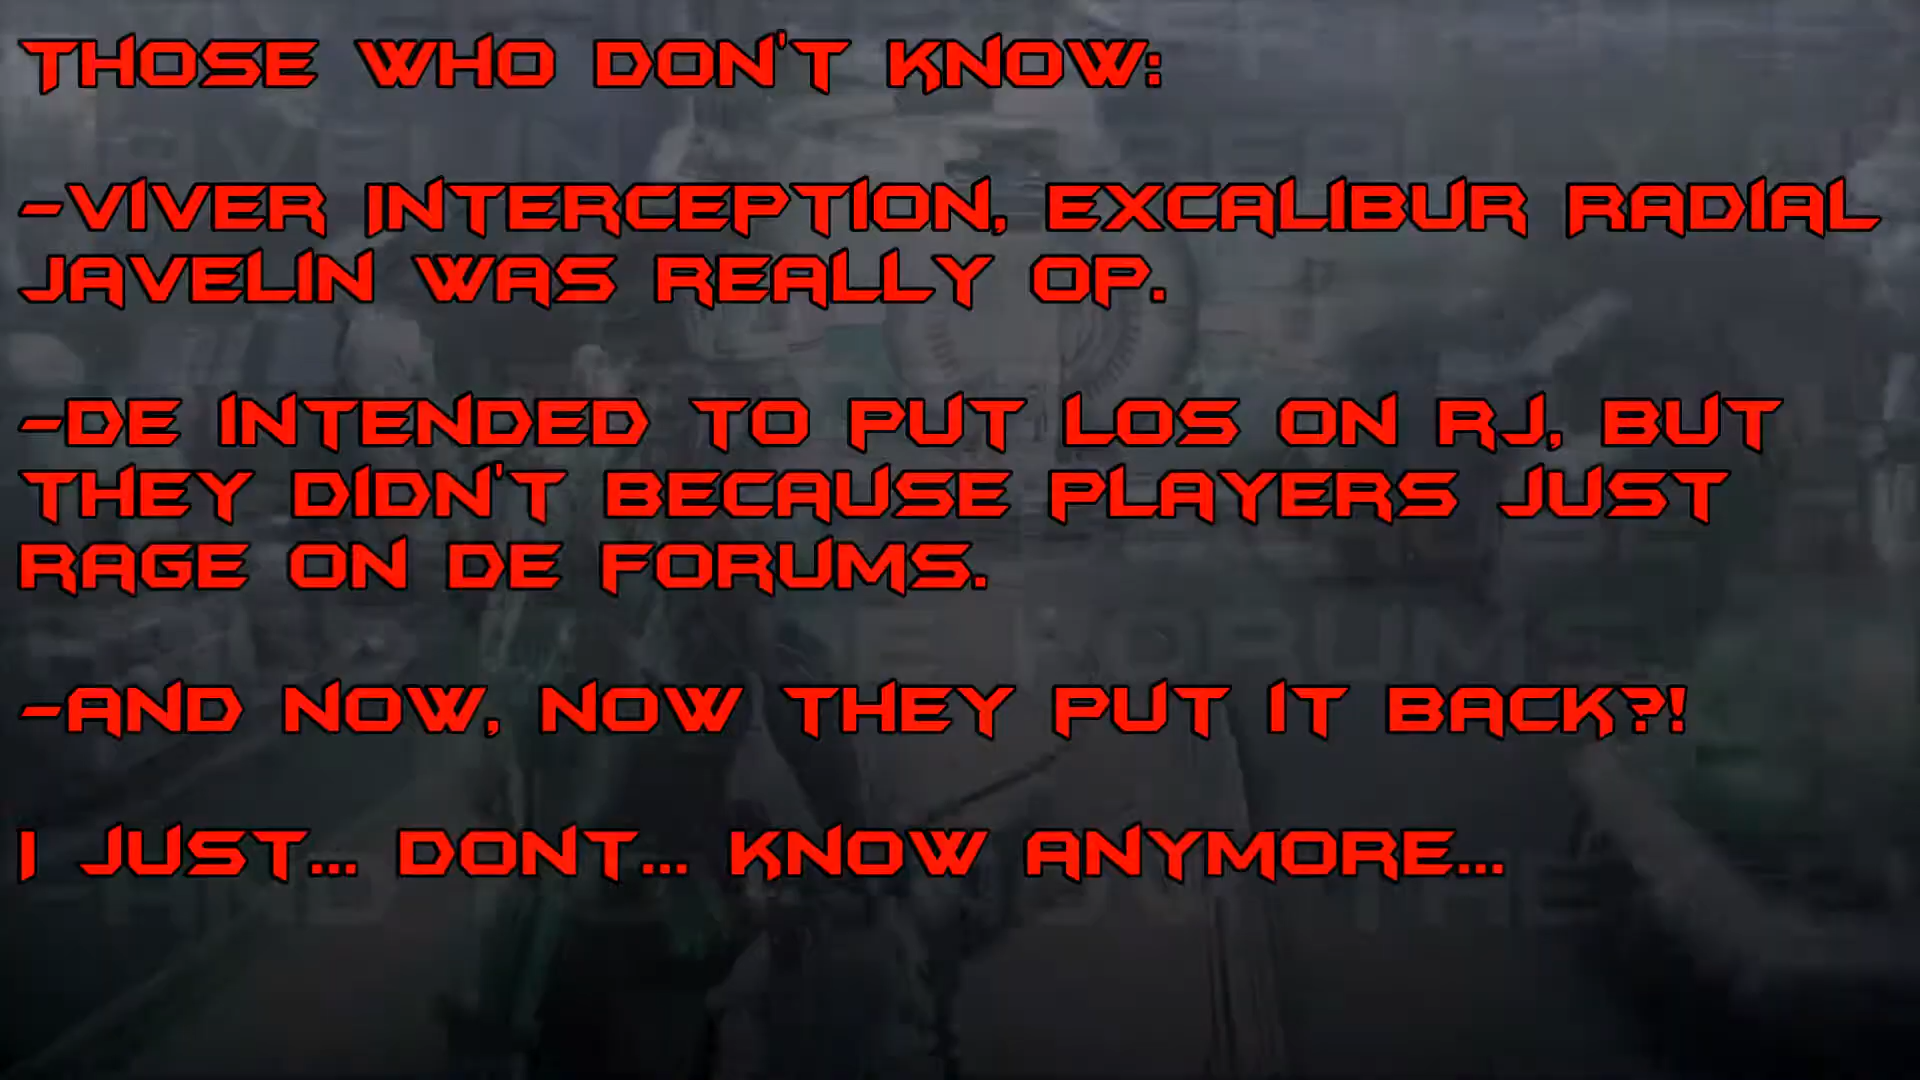 THOSE WHO DON'T KNOW:
-VIVER INTERCEPTION, EXCALIBUR RADIAL
JAVELIN WAS REALLY OP.
-DE INTENDED TO PUT LOS ON RJ, BUT
THEY DIDN'T BECAUSE PLAYERS JUST
RAGE ON DE FORUMS.
-AND NOW, NOW THEY PUT IT BACK?!
I JUST... DONT... KNOW ANYMORE...